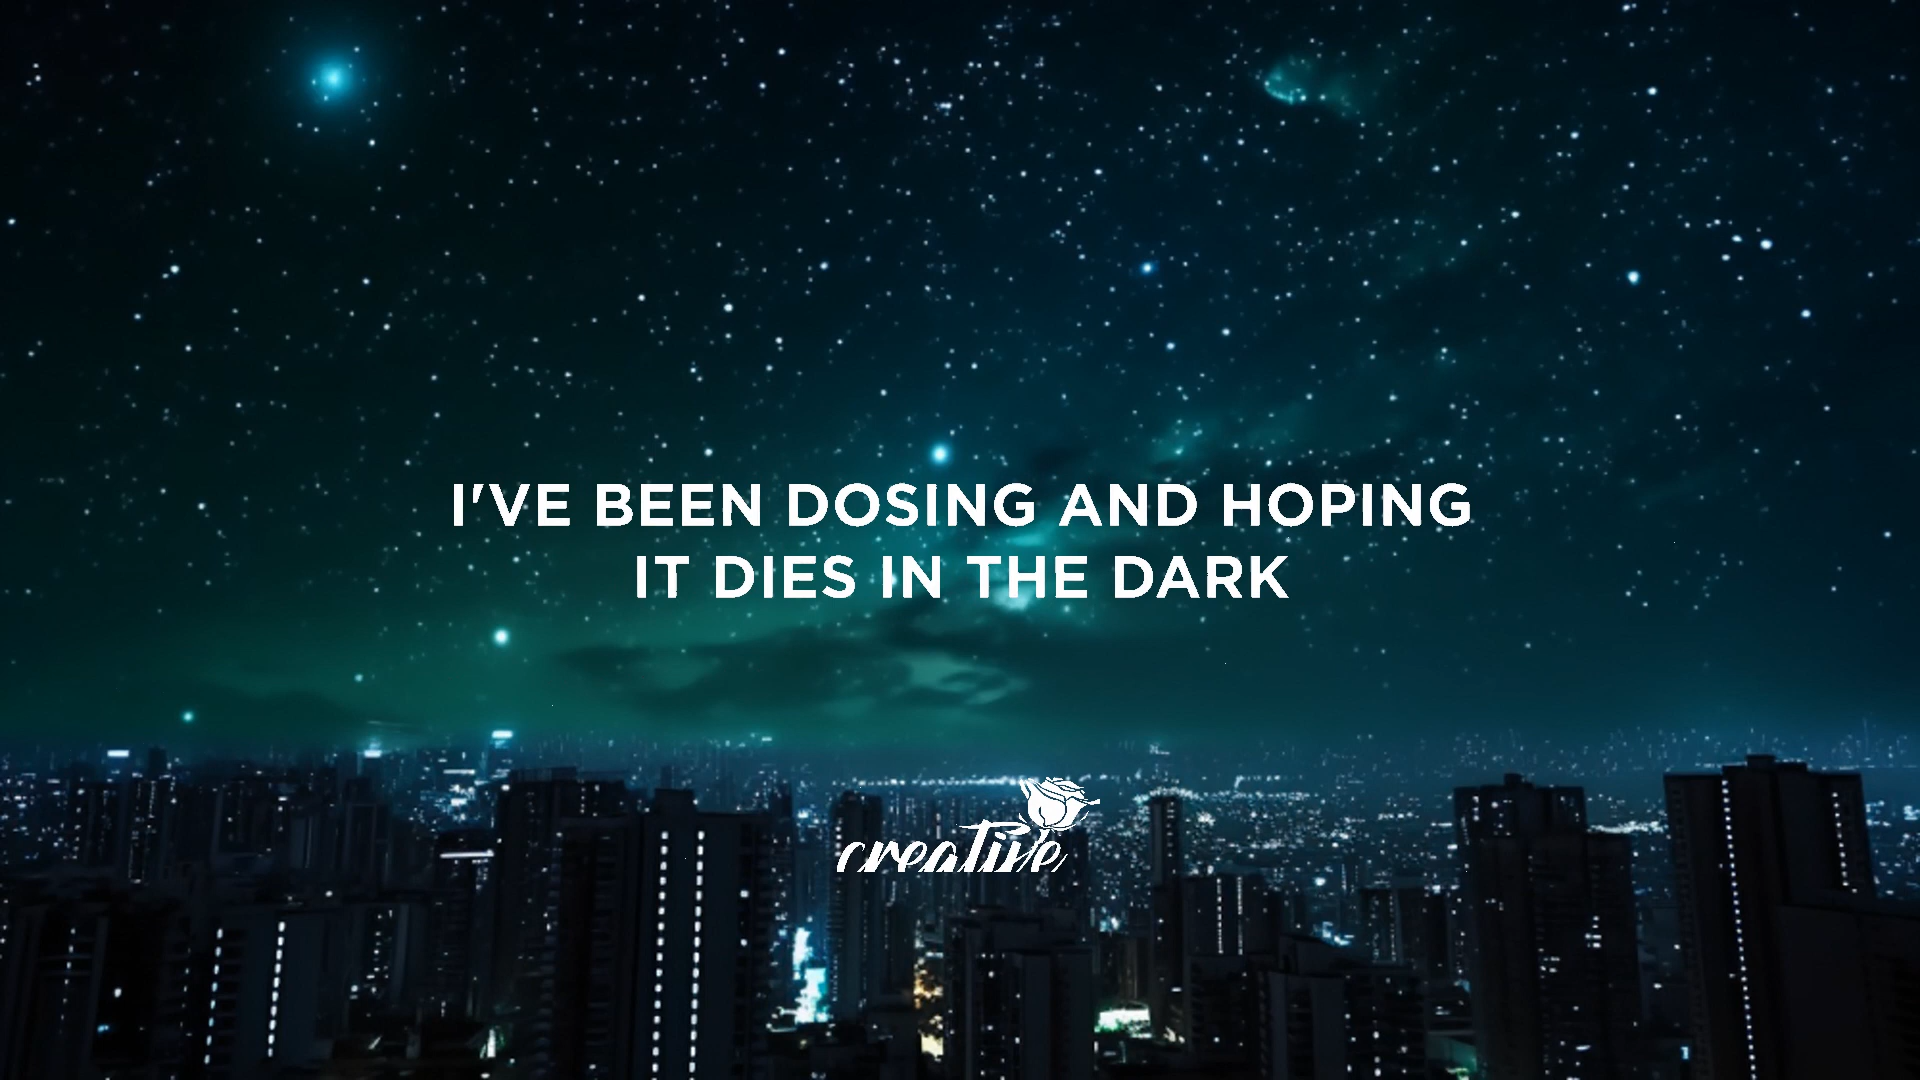 I'VE BEEN DOSING AND HOPING
IT DIES IN THE DARK
creative